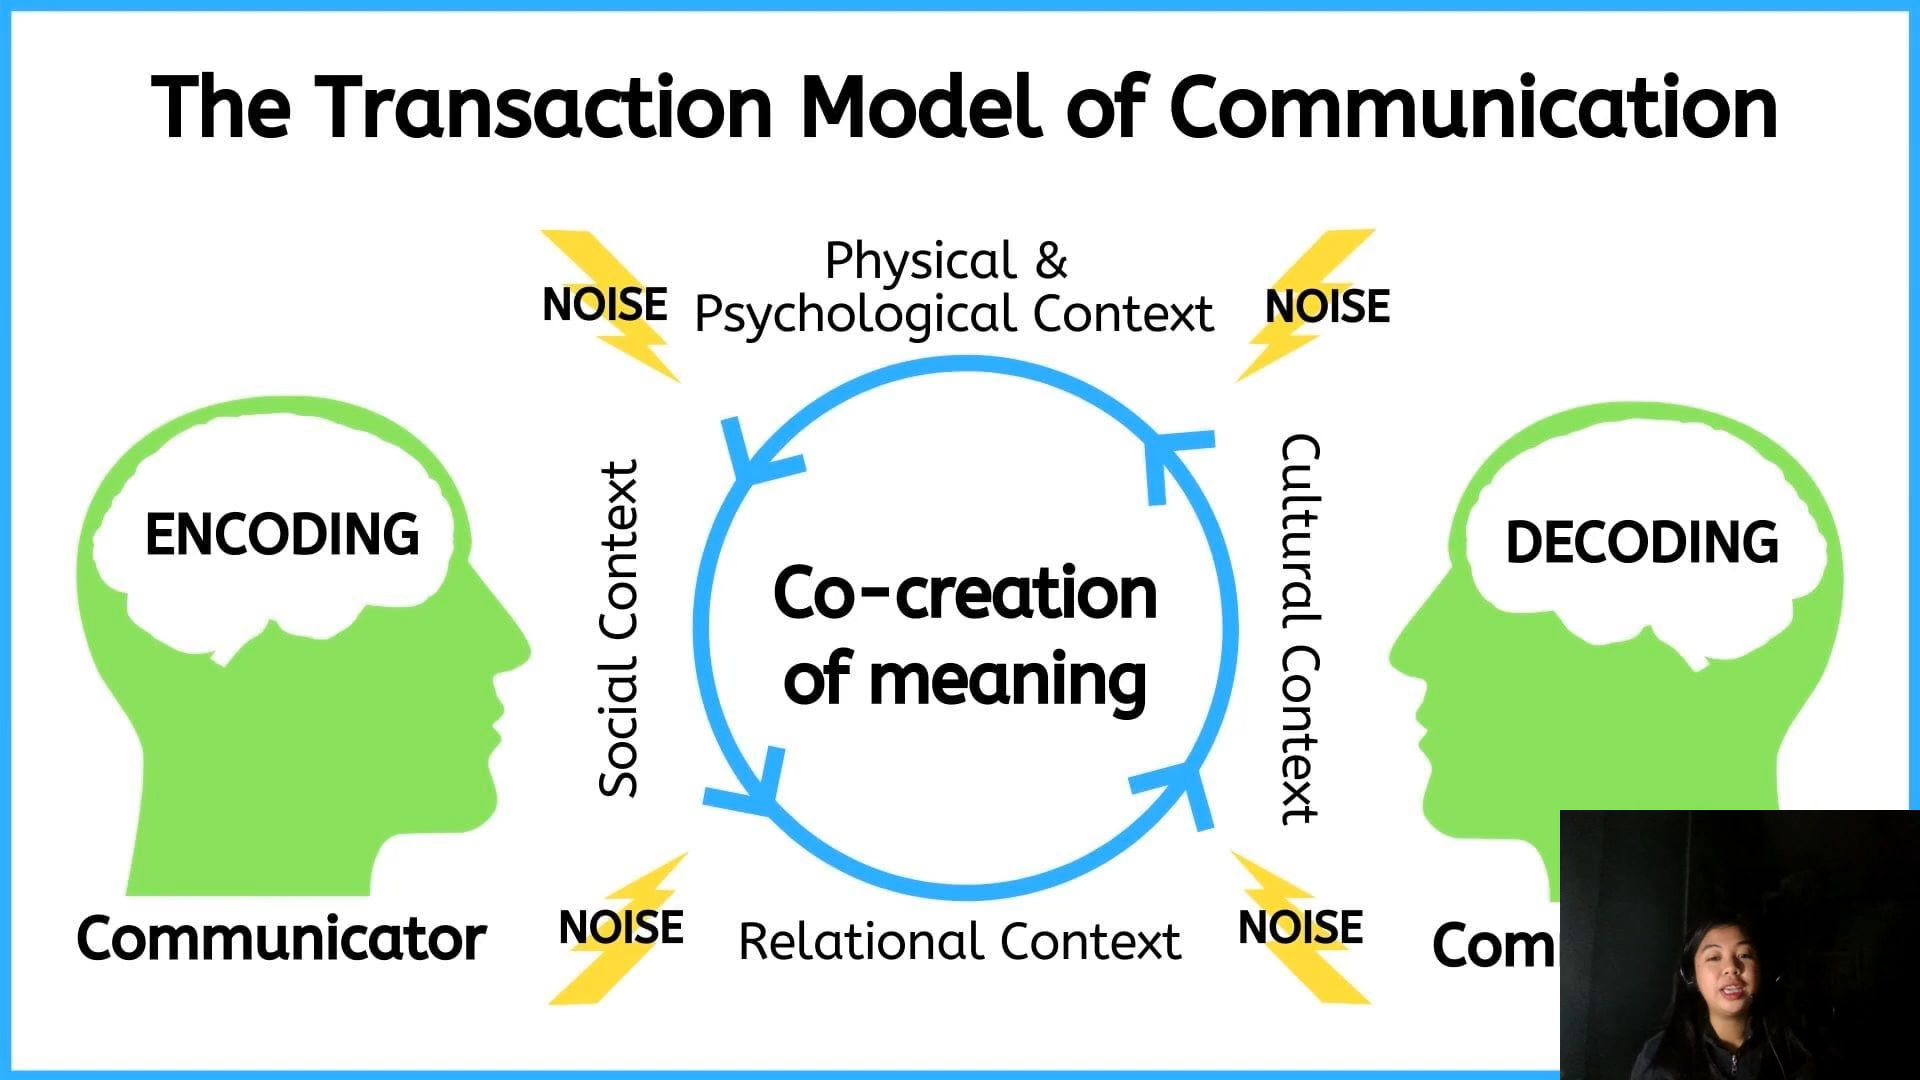 The Transaction Model of Communication
NOISE
Physical &
Psychological Context
NOISE
ENCODING
Social Context
Co-creation
of meaning
Cultural Context
DECODING
Communicator
NOISE
Relational Context
NOISE
Com